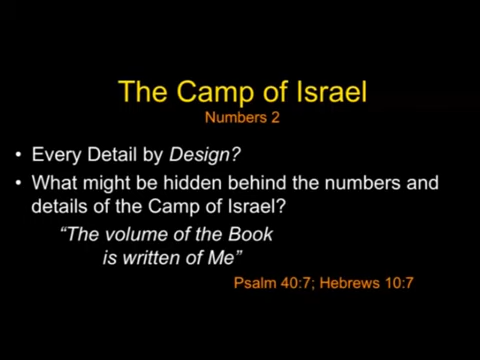 The Camp of Israel
Numbers 2
• Every Detail by Design?
• What might be hidden behind the numbers and
details of the Camp of Israel?
“The volume of the Book
is written of Me”
Psalm 40:7; Hebrews 10:7